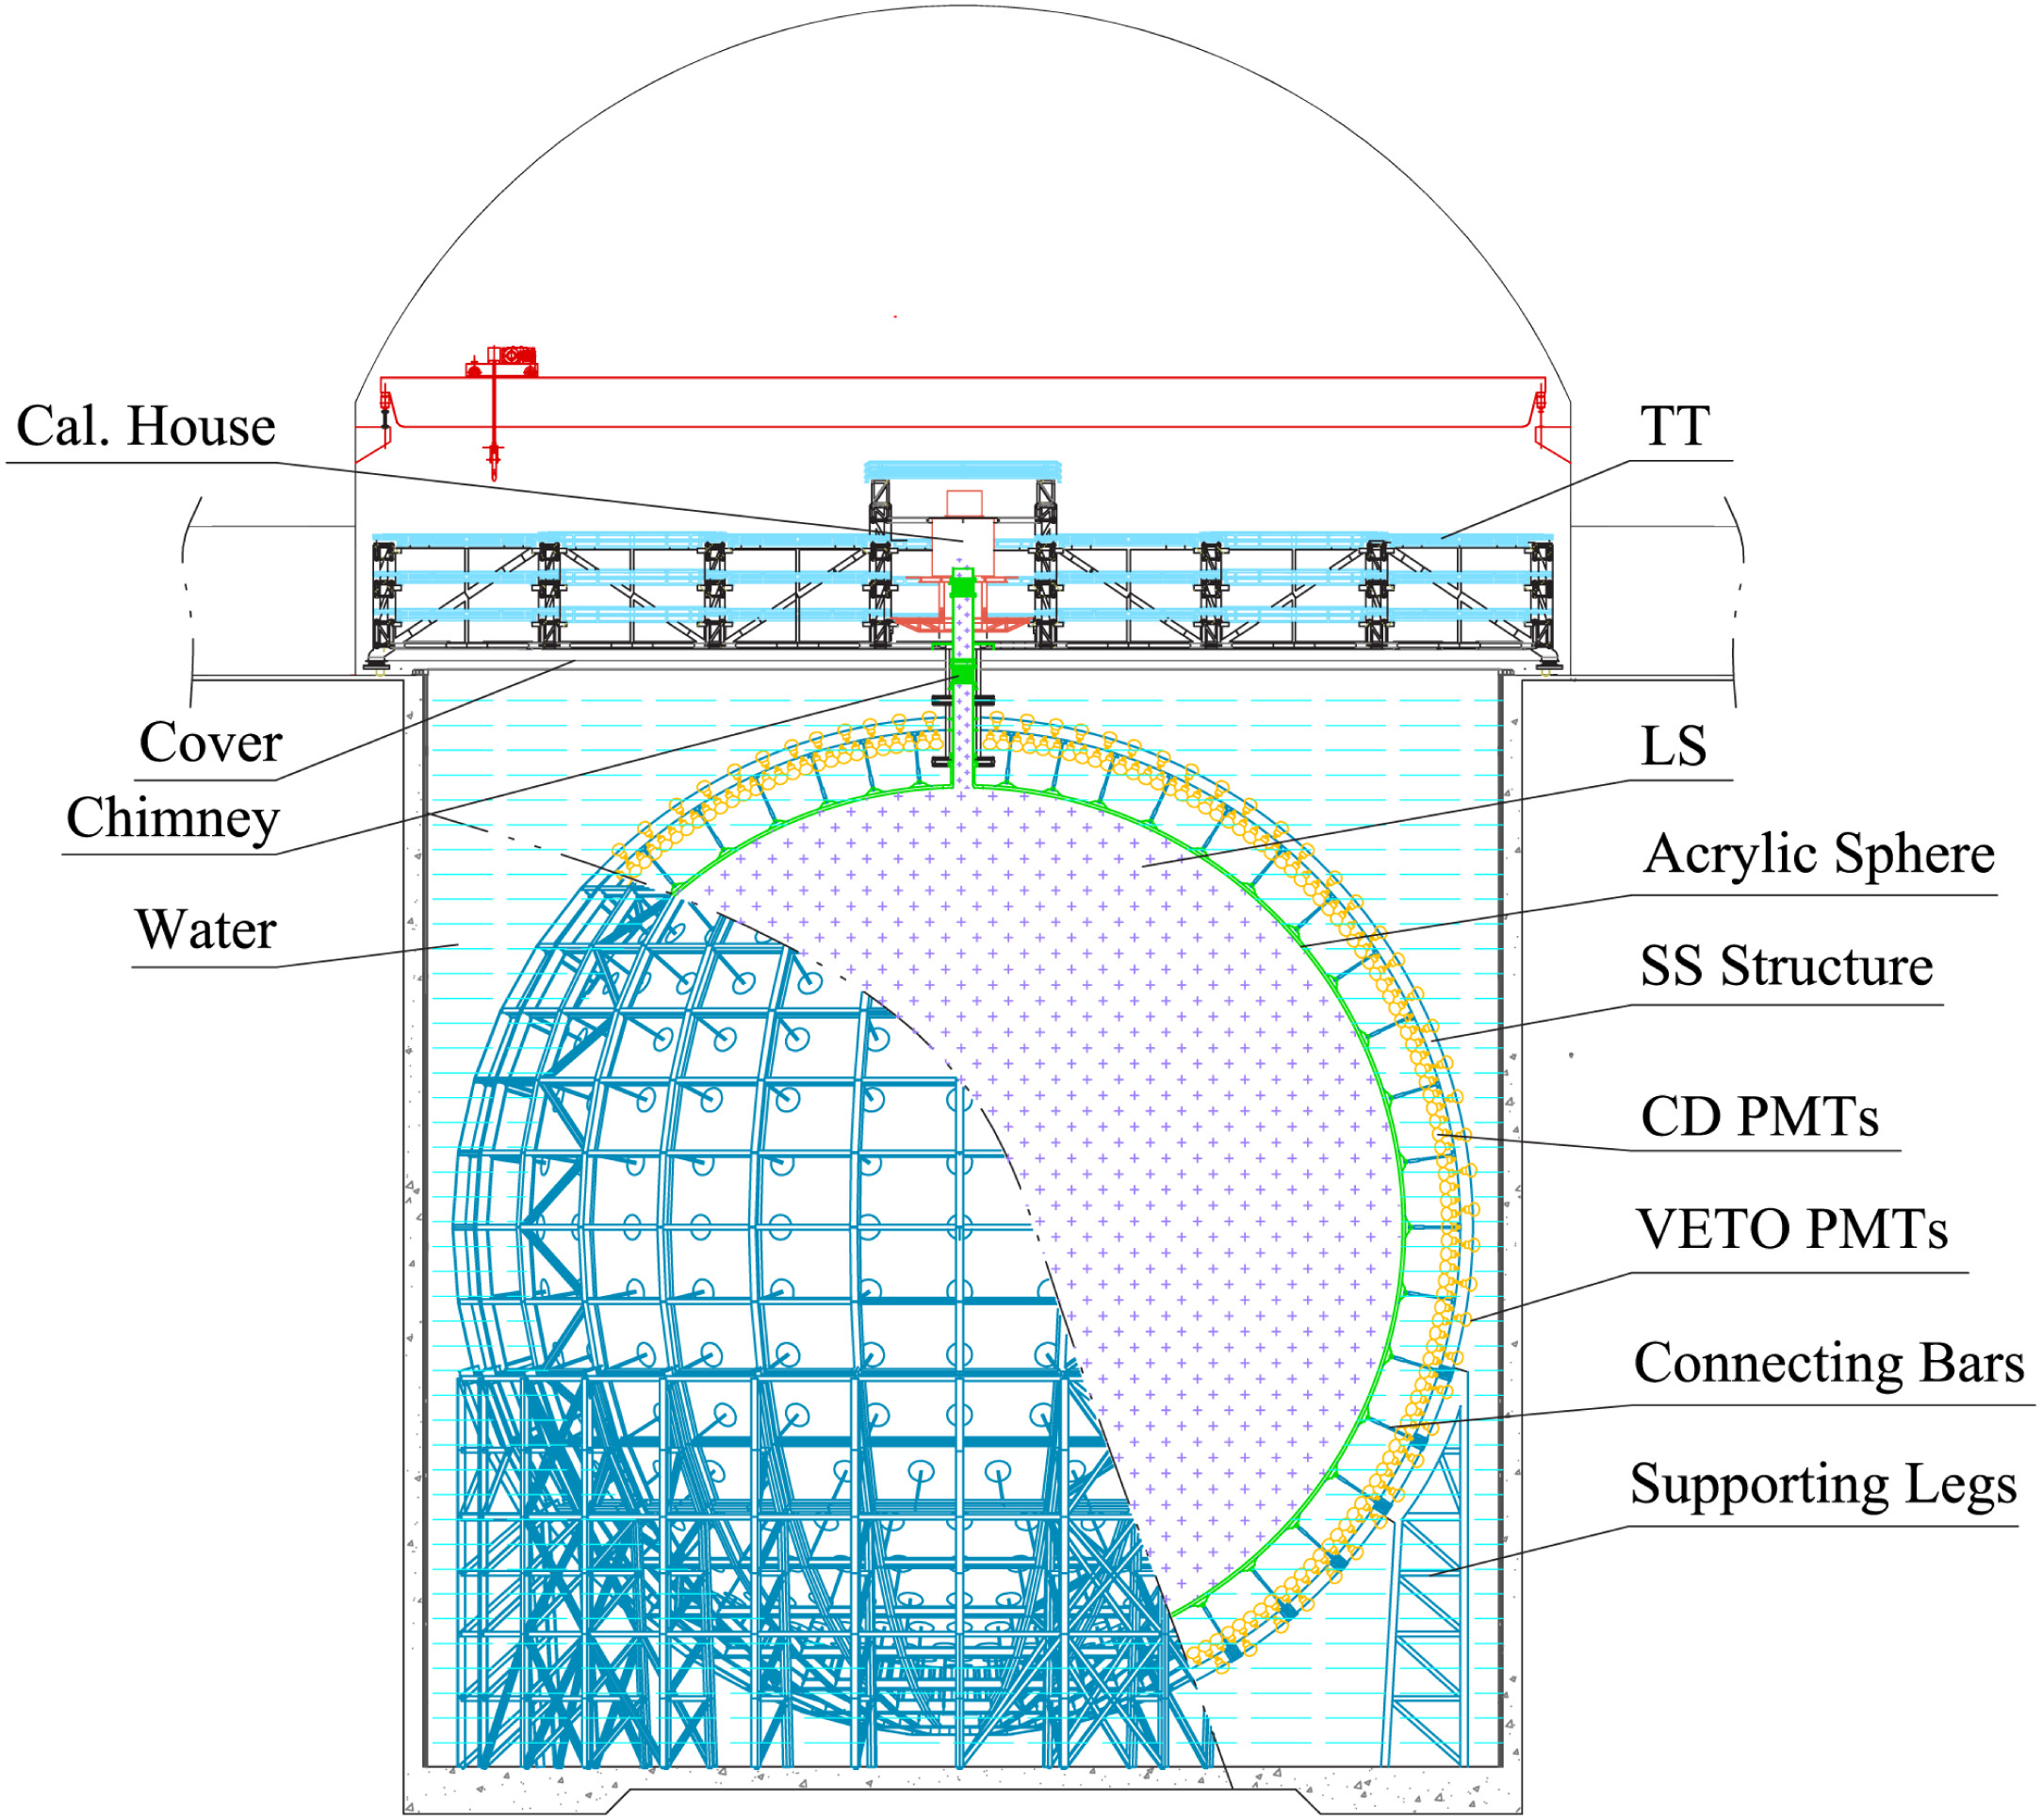 Cal. House
TT
Cover
LS
Chimney
Acrylic Sphere
Water
SS Structure
CD PMTs
VETO PMTs
Connecting Bars
Supporting Legs